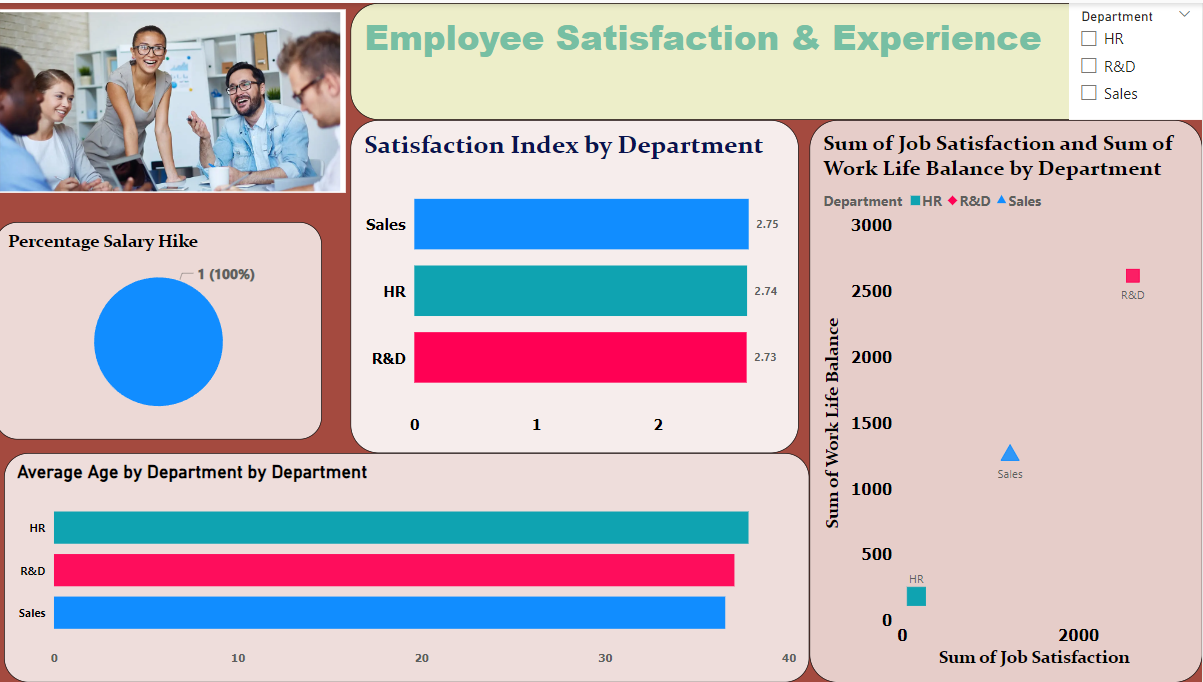 Employee Satisfaction & Experience
Department
HR
R&D
Sales
Satisfaction Index by Department
Sales
2.75
HR
2.74
R&D
2.73
0 1 2
Percentage Salary Hike
1 (100%)
Average Age by Department by Department
HR
R&D
Sales
0 10 20 30 40
Sum of Job Satisfaction and Sum of
Work Life Balance by Department
Department HR R&D Sales
3000
2500
2000
1500
1000
500
0
Sum of Work Life Balance
R&D
Sales
HR
0 2000
Sum of Job Satisfaction